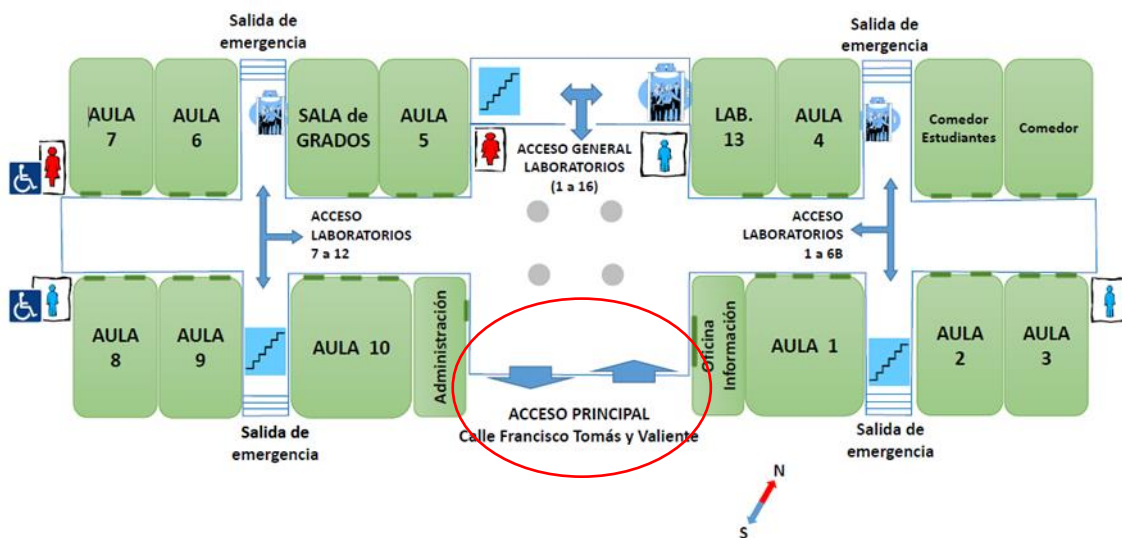 Salida de
emergencia
Salida de
emergencia
AULA
7
AULA
6
SALA de
GRADOS
AULA
5
ACCESO GENERAL
LABORATORIOS
(1 a 16)
LAB.
13
AULA
4
Comedor
Estudiantes
Comedor
ACCESO
LABORATORIOS
7 a 12
ACCESO
LABORATORIOS
1 a 6B
AULA
8
AULA
9
AULA 10
Administración
Oficina
Información
AULA 1
AULA
2
AULA
3
ACCESO PRINCIPAL
Calle Francisco Tomás y Valiente
Salida de
emergencia
Salida de
emergencia
N
S